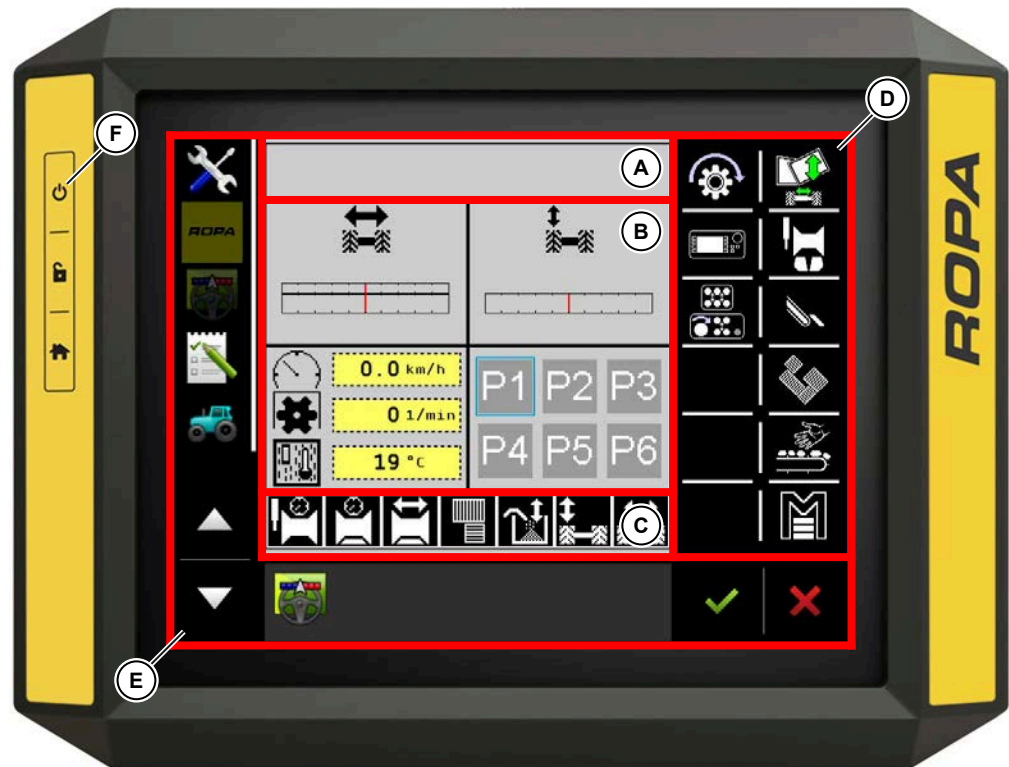 F
D
A
ROPA
B
ROPA
0.0 km/h
P1 P2 P3
0 1/min
19 °C
P4 P5 P6
C
E